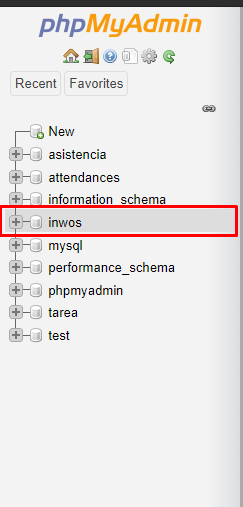 phpMyAdmin
Recent Favorites
New
asistencia
attendances
information_schema
inwos
mysql
performance_schema
phpmyadmin
tarea
test